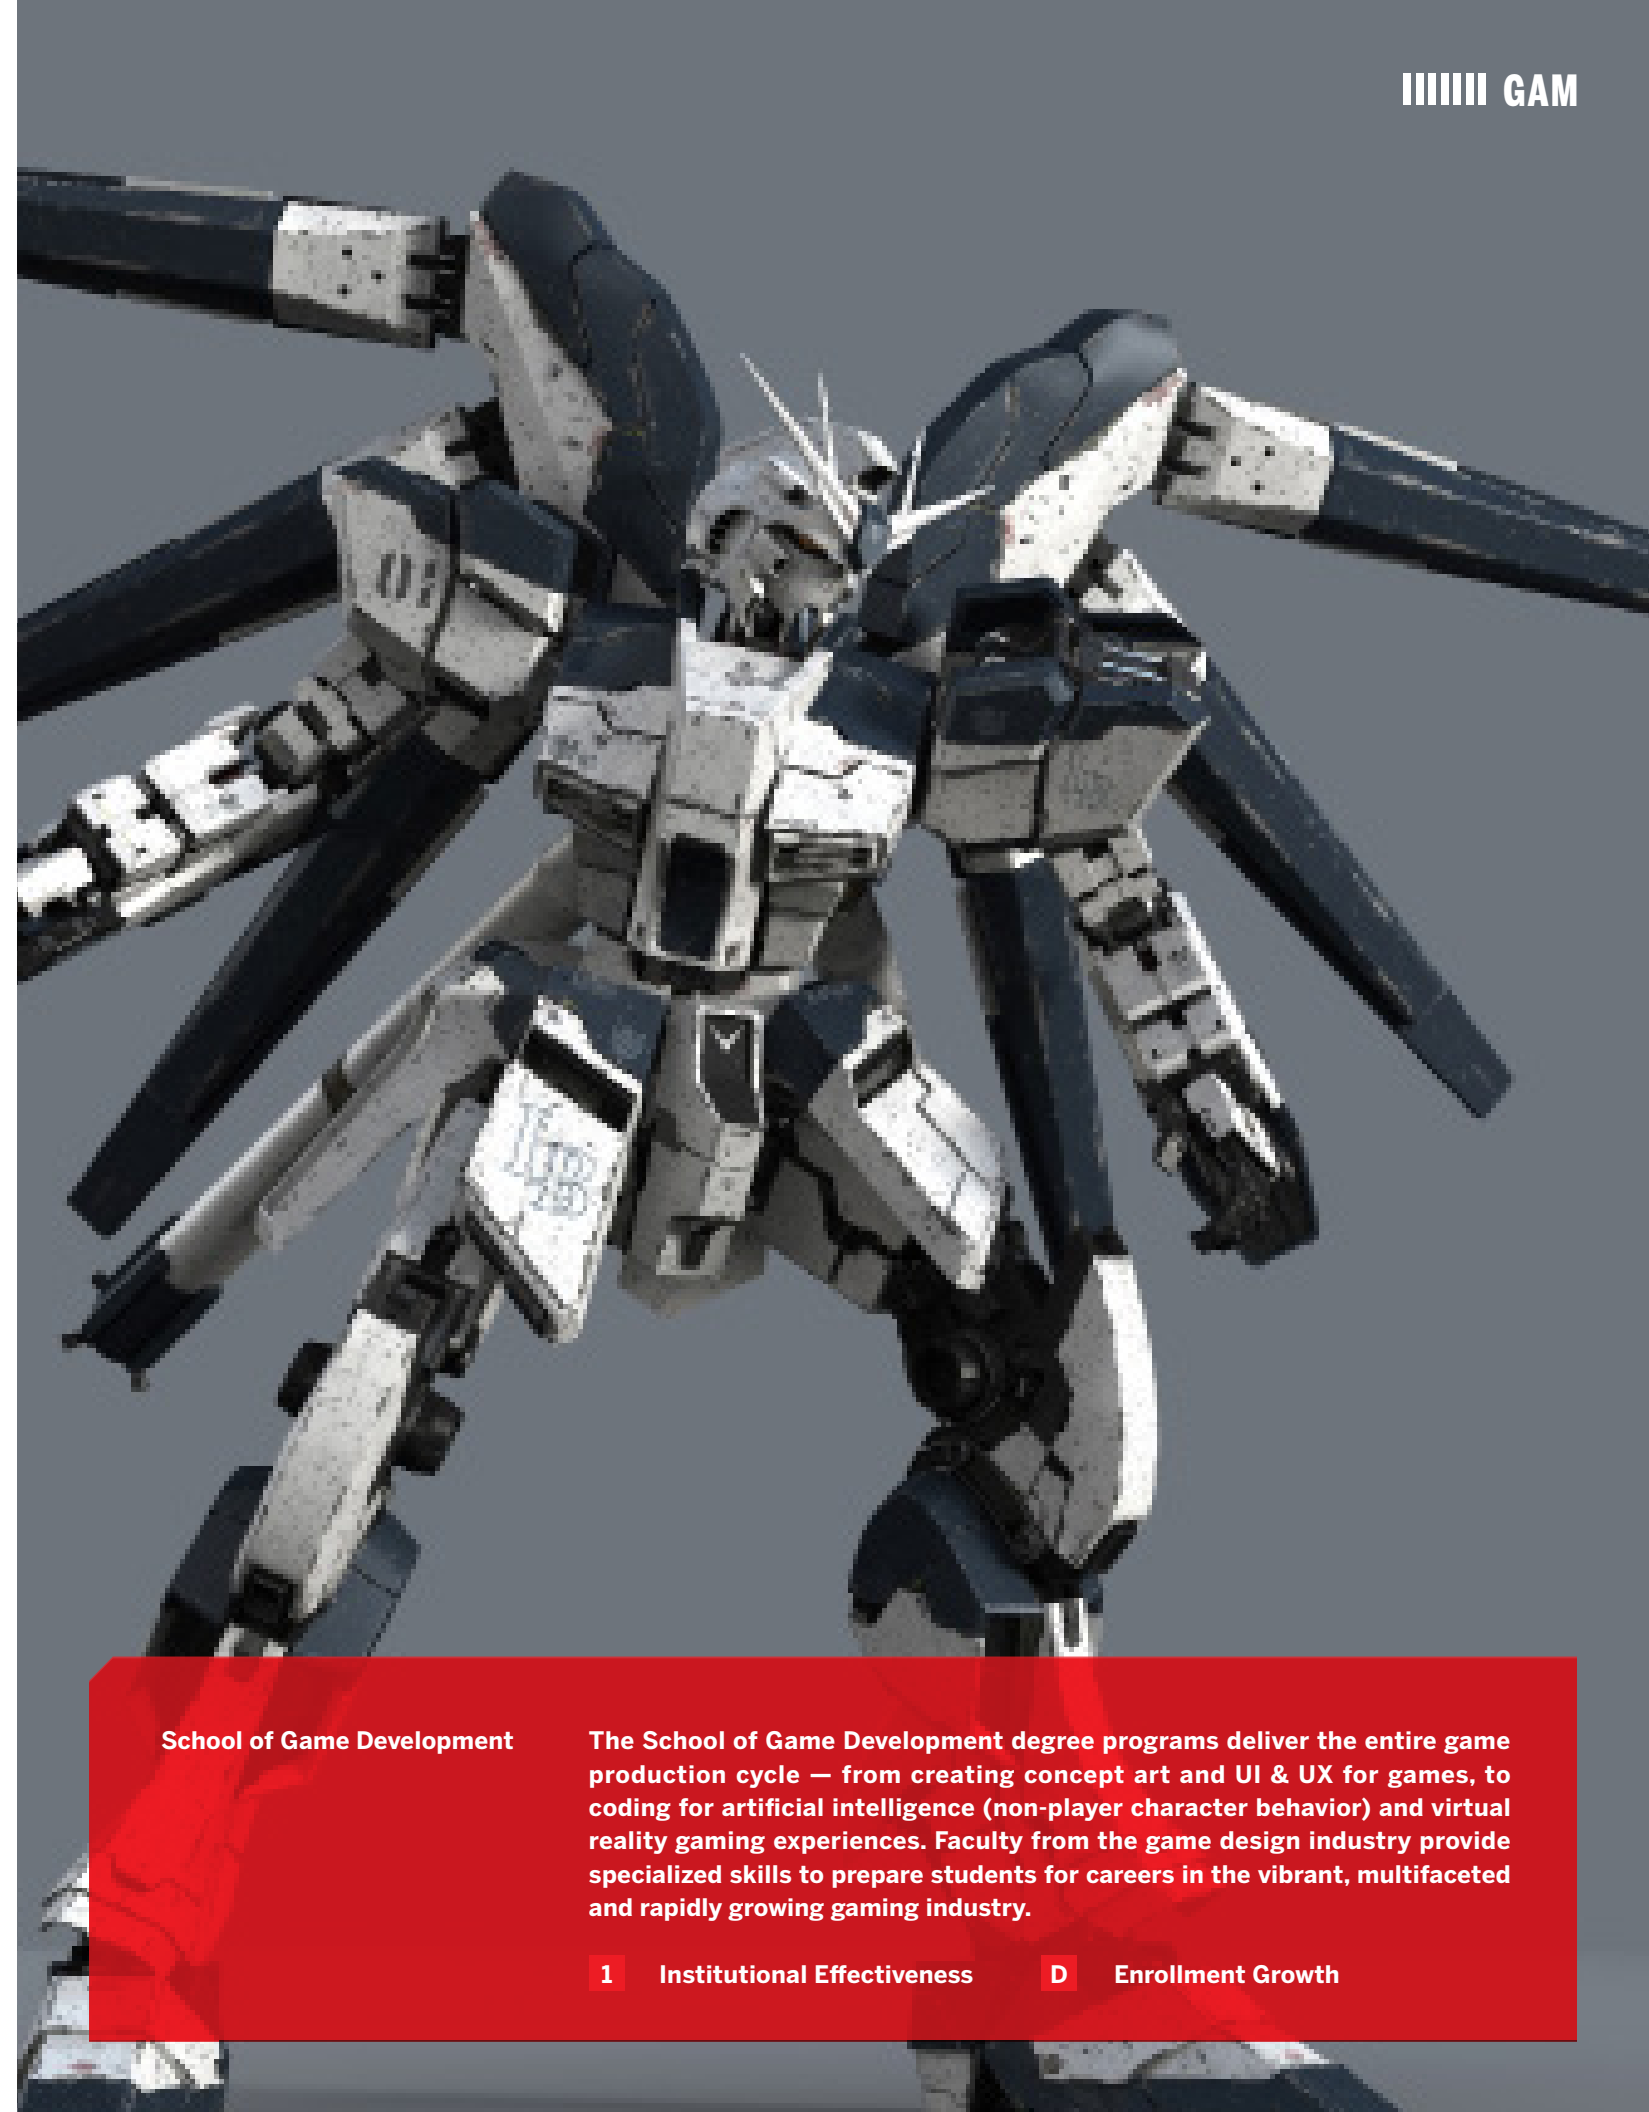 GAM
School of Game Development
The School of Game Development degree programs deliver the entire game
production cycle — from creating concept art and UI & UX for games, to
coding for artificial intelligence (non-player character behavior) and virtual
reality gaming experiences. Faculty from the game design industry provide
specialized skills to prepare students for careers in the vibrant, multifaceted
and rapidly growing gaming industry.
1 Institutional Effectiveness D Enrollment Growth